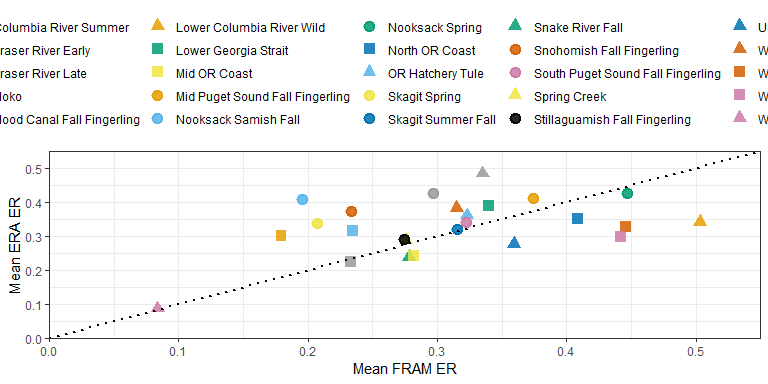 Columbia River Summer Lower Columbia River Wild Nooksack Spring Snake River Fall
Fraser River Early Lower Georgia Strait North OR Coast Snohomish Fall Fingerling W
Fraser River Late Mid OR Coast OR Hatchery Tule South Puget Sound Fall Fingerling W
Hoko Mid Puget Sound Fall Fingerling Skagit Spring Spring Creek W
Hood Canal Fall Fingerling Nooksack Samish Fall Skagit Summer Fall Stillaguamish Fall Fingerling W
0.5
0.4
0.3
0.2
0.1
0.0
Mean ERA ER
0.0 0.1 0.2 0.3 0.4 0.5
Mean FRAM ER